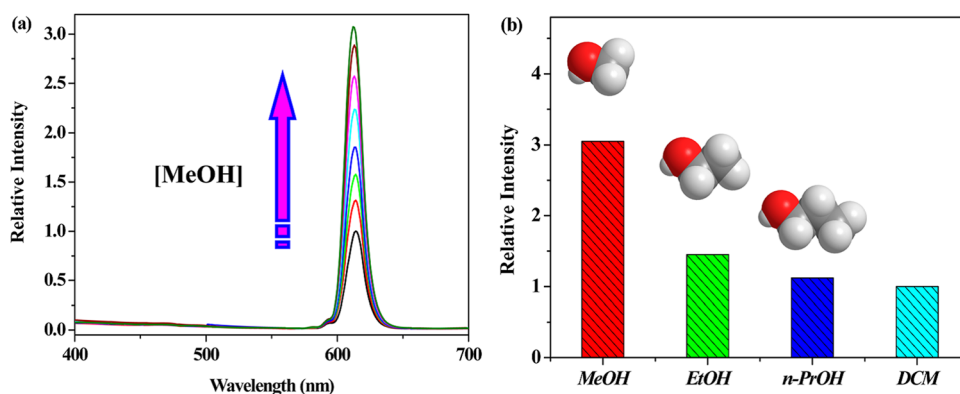 (a)
3.0
2.5
2.0
1.5
1.0
0.5
0.0
Relative Intensity
[MeOH]
400
500
600
700
Wavelength (nm)
(b)
4
3
2
1
0
Relative Intensity
MeOH
EtOH
n-PrOH
DCM